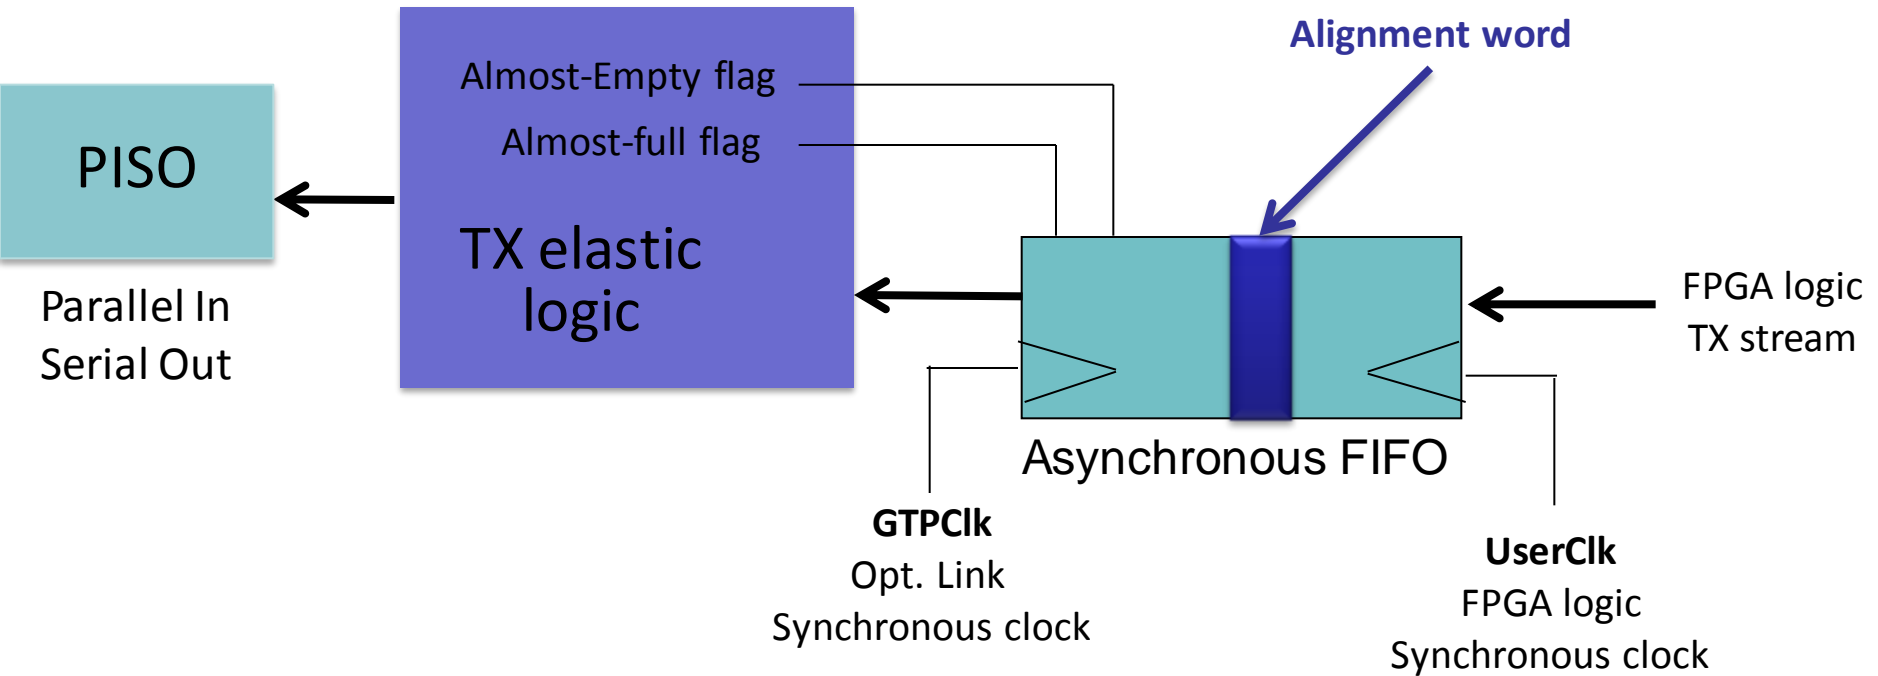 Alignment word
Almost-Empty flag
Almost-full flag
PISO
TX elastic
logic
Parallel In
Serial Out
FPGA logic
TX stream
Asynchronous FIFO
GTPClk
Opt. Link
Synchronous clock
UserClk
FPGA logic
Synchronous clock